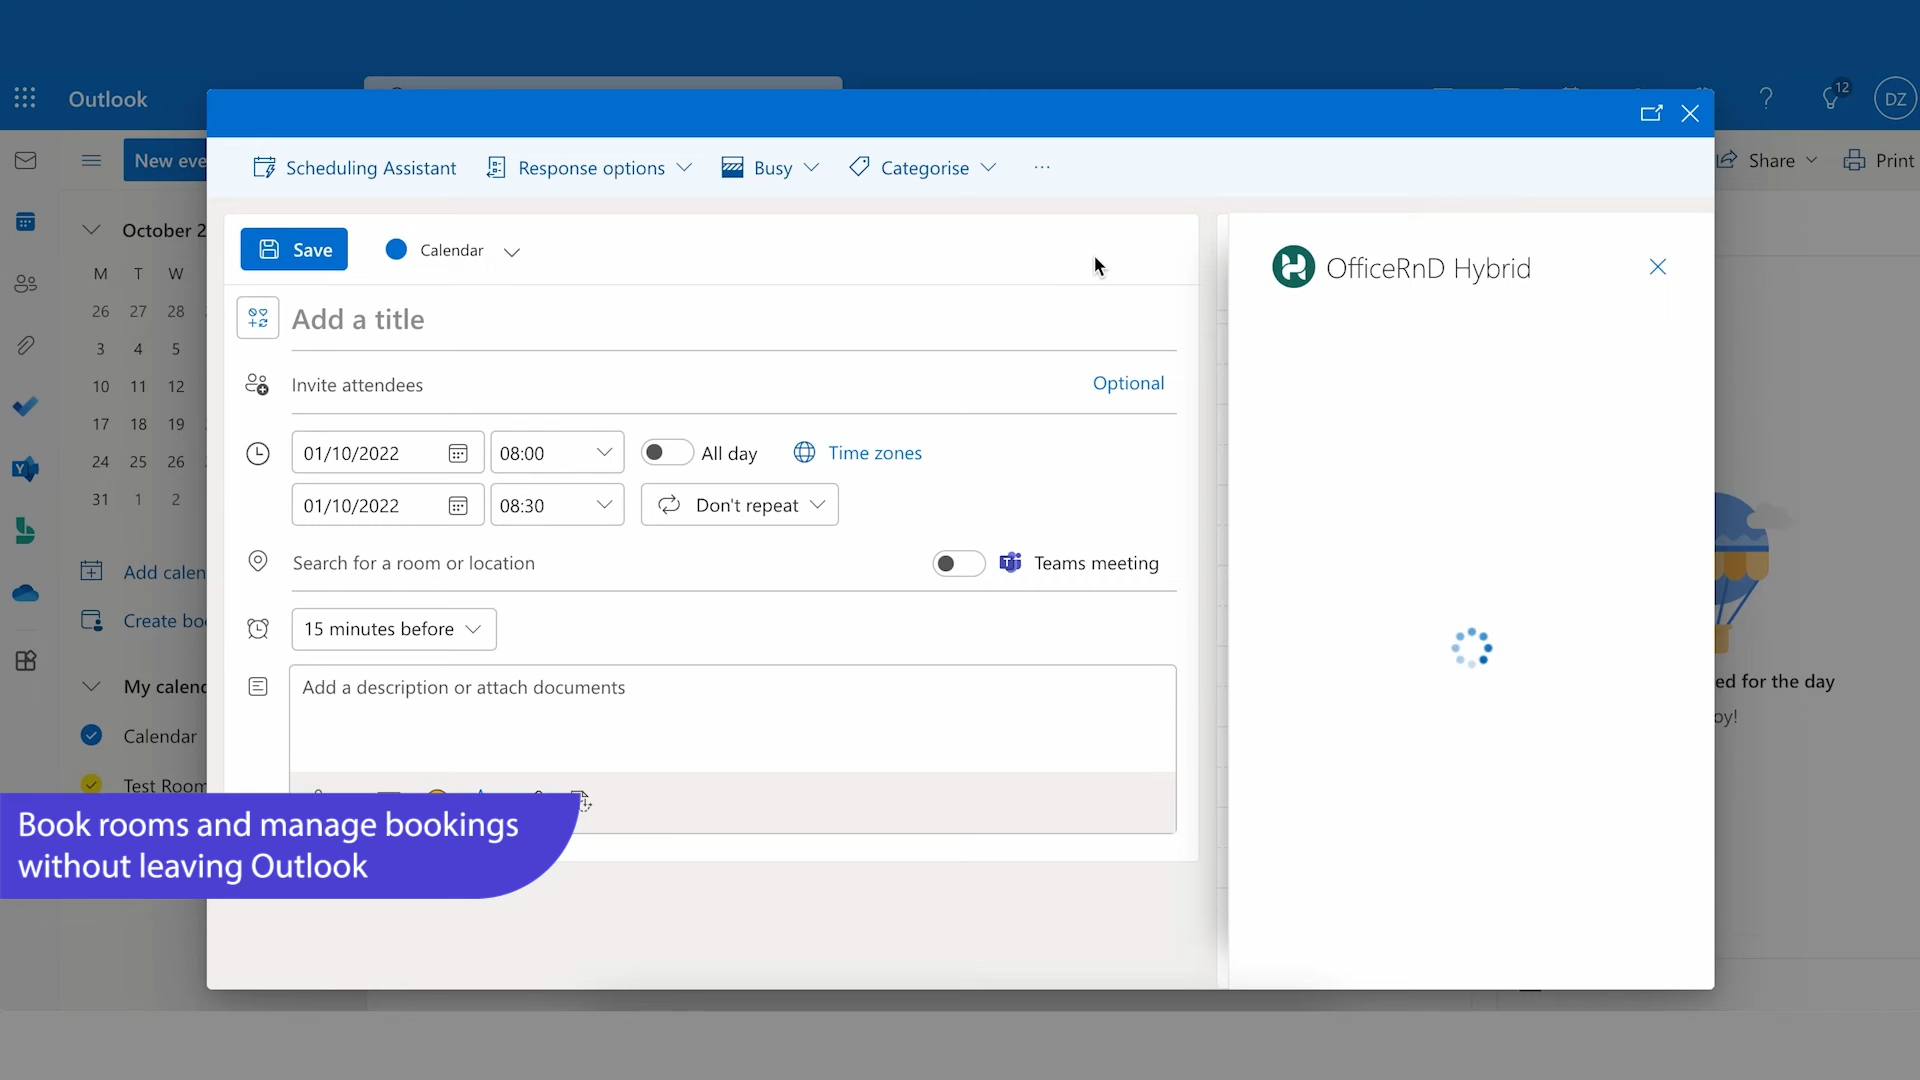 Outlook
12
DZ
New eve
Share
Print
Scheduling Assistant
Response options
Busy
Categorise
October 2
M T W
26 27 28
3 4 5
10 11 12
17 18 19
24 25 26
31 1 2
Add calen
Create boo
My calend
Calendar
Test Room
Save
Calendar
Add a title
Invite attendees
Optional
01/10/2022
08:00
All day
Time zones
01/10/2022
08:30
Don't repeat
Search for a room or location
Teams meeting
15 minutes before
Add a description or attach documents
OfficeRnD Hybrid
ed for the day
oy!
Book rooms and manage bookings
without leaving Outlook